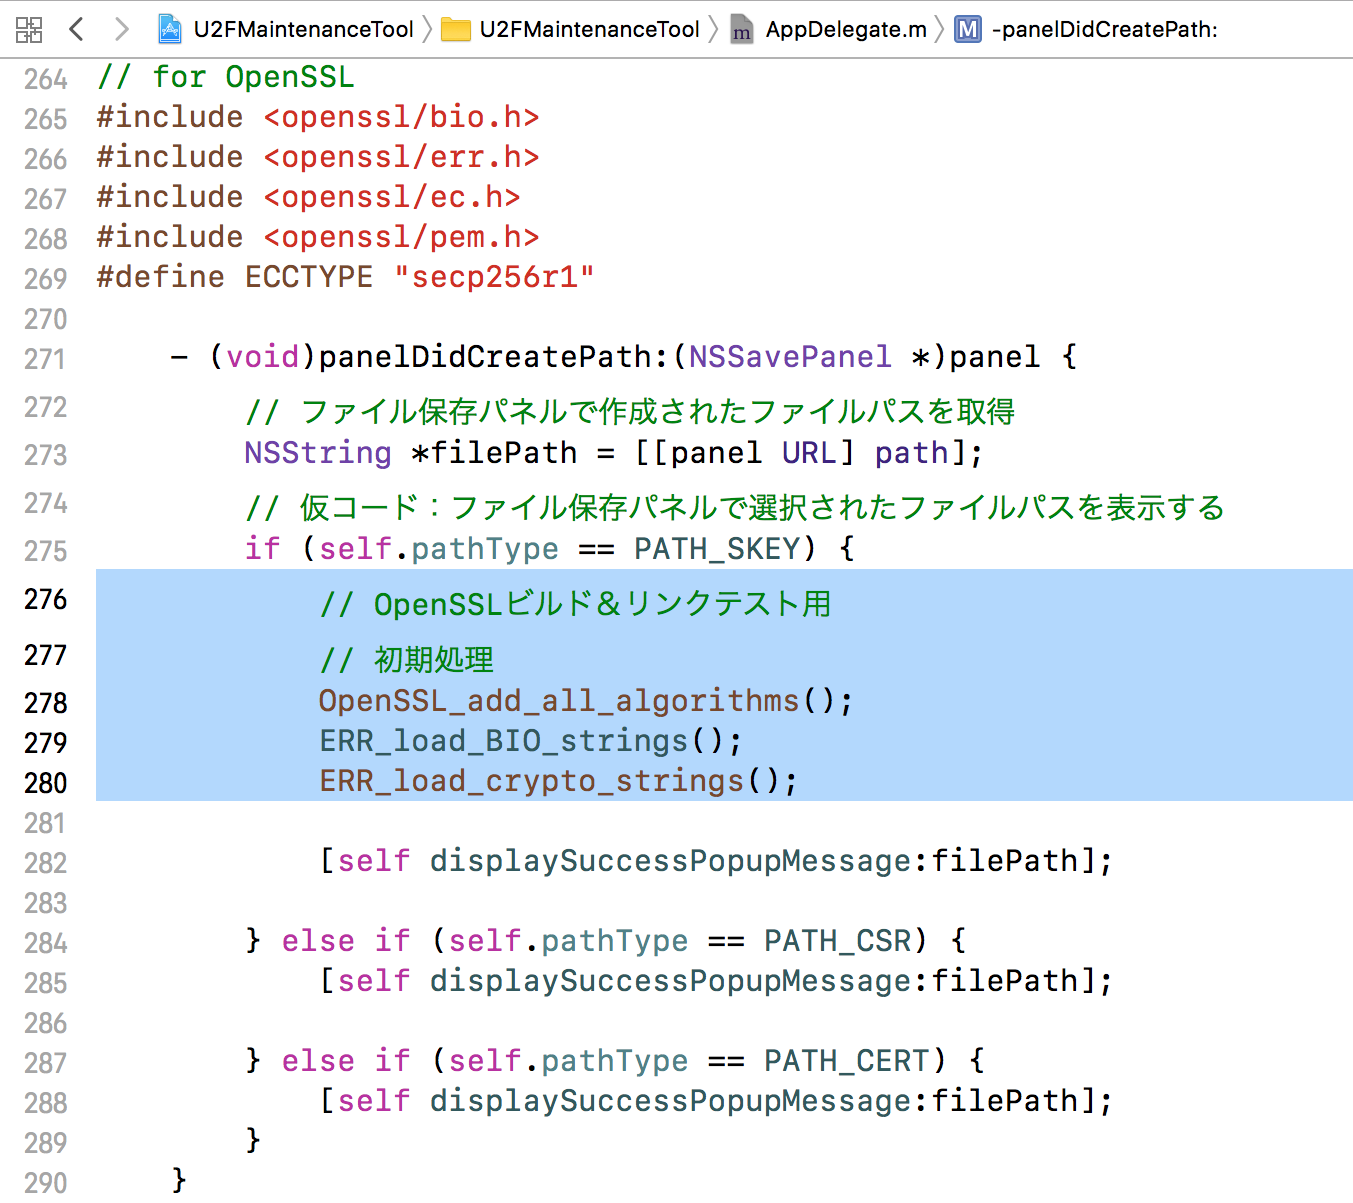 U2FMaintenanceTool U2FMaintenanceTool m AppDelegate.m M -panelDidCreatePath:
264 // for OpenSSL
265 #include <openssl/bio.h>
266 #include <openssl/err.h>
267 #include <openssl/ec.h>
268 #include <openssl/pem.h>
269 #define ECCTYPE "secp256r1"
270
271 - (void)panelDidCreatePath:(NSSavePanel *)panel {
272 // ファイル保存パネルで作成されたファイルパスを取得
273 NSString *filePath = [[panel URL] path];
274 // 仮コード：ファイル保存パネルで選択されたファイルパスを表示する
275 if (self.pathType == PATH_SKEY) {
276 // OpenSSLビルド＆リンクテスト用
277 // 初期処理
278 OpenSSL_add_all_algorithms();
279 ERR_load_BIO_strings();
280 ERR_load_crypto_strings();
281
282 [self displaySuccessPopupMessage:filePath];
283
284 } else if (self.pathType == PATH_CSR) {
285 [self displaySuccessPopupMessage:filePath];
286
287 } else if (self.pathType == PATH_CERT) {
288 [self displaySuccessPopupMessage:filePath];
289 }
290 }